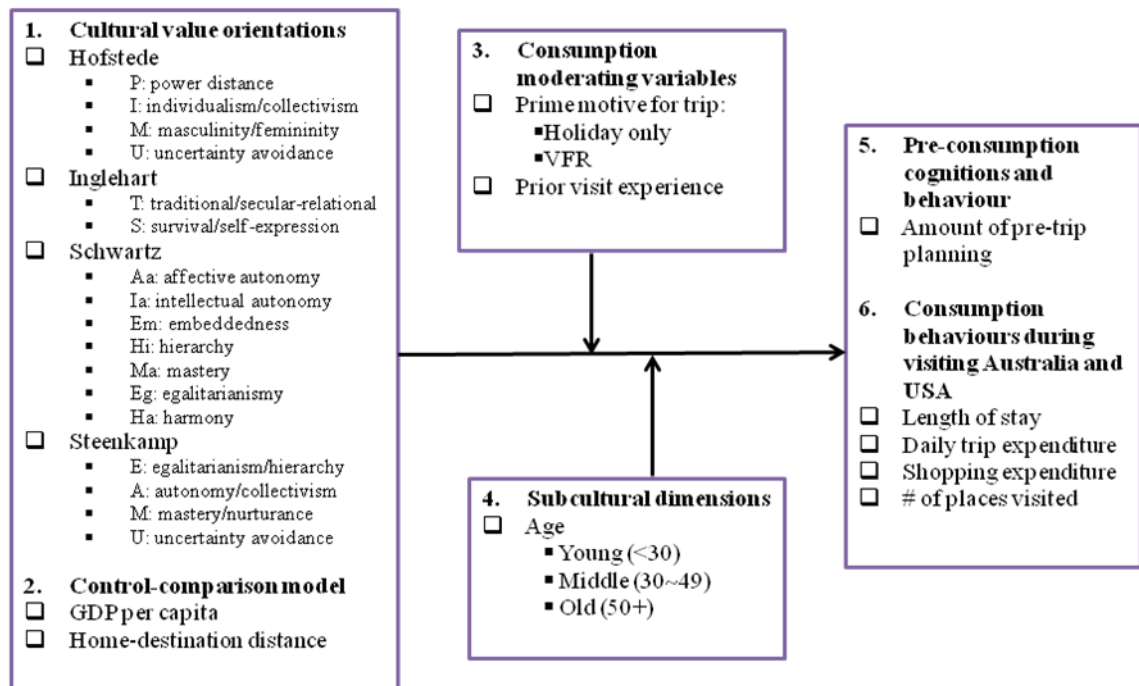 1. Cultural value orientations
❑ Hofstede
▪ P: power distance
▪ I: individualism/collectivism
▪ M: masculinity/femininity
▪ U: uncertainty avoidance
❑ Inglehart
▪ T: traditional/secular-relational
▪ S: survival/self-expression
❑ Schwartz
▪ Aa: affective autonomy
▪ Ia: intellectual autonomy
▪ Em: embeddedness
▪ Hi: hierarchy
▪ Ma: mastery
▪ Eg: egalitarianismy
▪ Ha: harmony
❑ Steenkamp
▪ E: egalitarianism/hierarchy
▪ A: autonomy/collectivism
▪ M: mastery/nurturance
▪ U: uncertainty avoidance
2. Control-comparison model
❑ GDP per capita
❑ Home-destination distance
3. Consumption
moderating variables
❑ Prime motive for trip:
▪Holiday only
▪VFR
❑ Prior visit experience
4. Subcultural dimensions
❑ Age
▪ Young (<30)
▪ Middle (30~49)
▪ Old (50+)
5. Pre-consumption
cognitions and
behaviour
❑ Amount of pre-trip
planning
6. Consumption
behaviours during
visiting Australia and
USA
❑ Length of stay
❑ Daily trip expenditure
❑ Shopping expenditure
❑ # of places visited